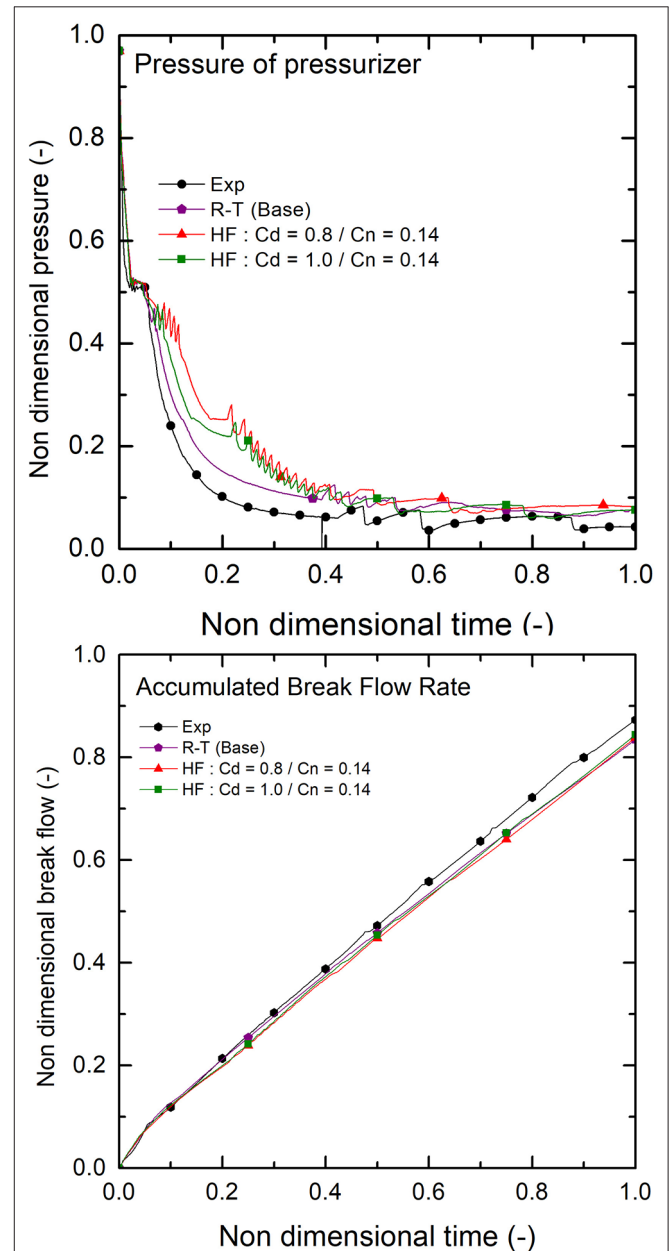 Pressure of pressurizer
Non dimensional pressure (-)
1.0
0.8
0.6
0.4
0.2
0.0
Exp
R-T (Base)
HF : Cd = 0.8 / Cn = 0.14
HF : Cd = 1.0 / Cn = 0.14
0.0 0.2 0.4 0.6 0.8 1.0
Non dimensional time (-)
Accumulated Break Flow Rate
Non dimensional break flow (-)
1.0
0.8
0.6
0.4
0.2
0.0
Exp
R-T (Base)
HF : Cd = 0.8 / Cn = 0.14
HF : Cd = 1.0 / Cn = 0.14
0.0 0.2 0.4 0.6 0.8 1.0
Non dimensional time (-)